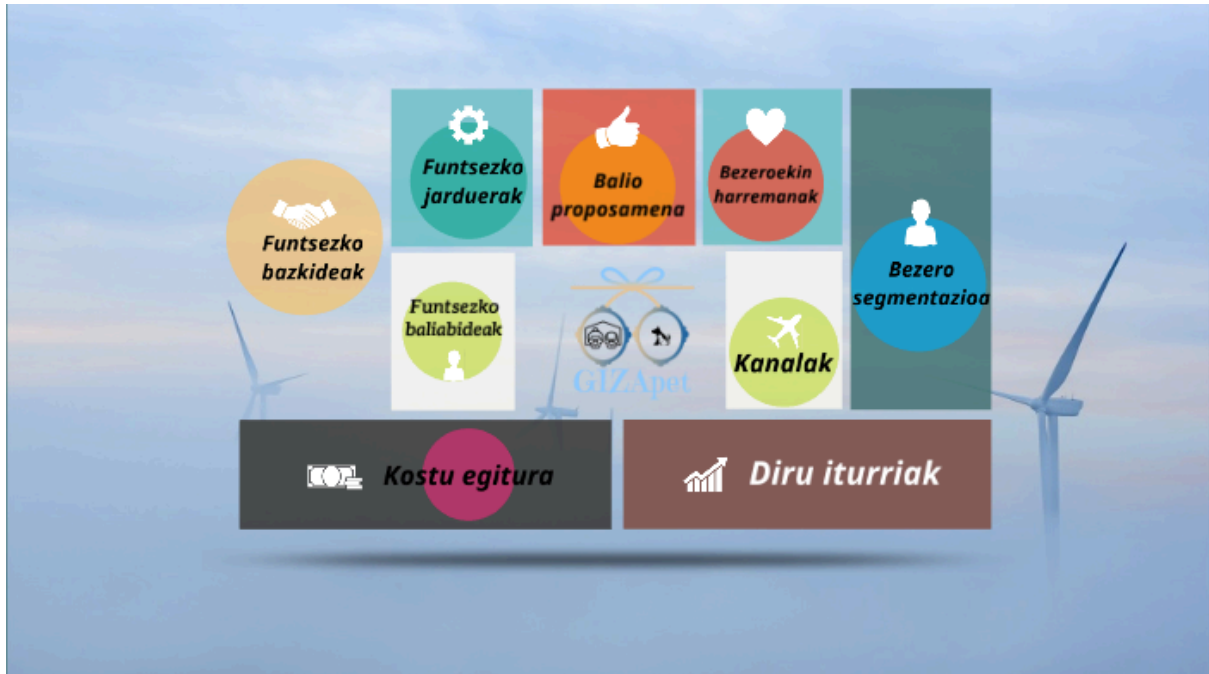 Funtsezko
bazkideak
Funtsezko
jarduerak
Balio
proposamena
Bezeroekin
harremanak
Bezero
segmentazioa
Funtsezko
baliabideak
GIZApet
Kanalak
Kostu egitura
Diru iturriak